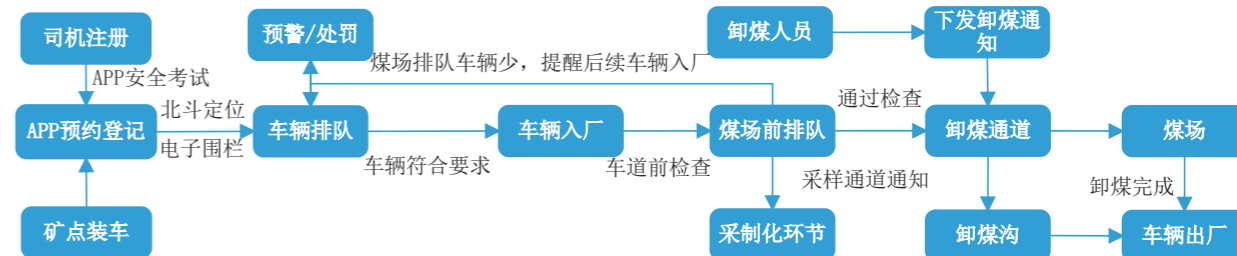 司机注册
预警/处罚
卸煤人员
下发卸煤通
知
煤场排队车辆少，提醒后续车辆入厂
APP安全考试
北斗定位
通过检查
APP预约登记
车辆排队
车辆入厂
煤场前排队
卸煤通道
煤场
电子围栏
车辆符合要求
车道前检查
采样通道通知
卸煤完成
矿点装车
采制化环节
卸煤沟
车辆出厂